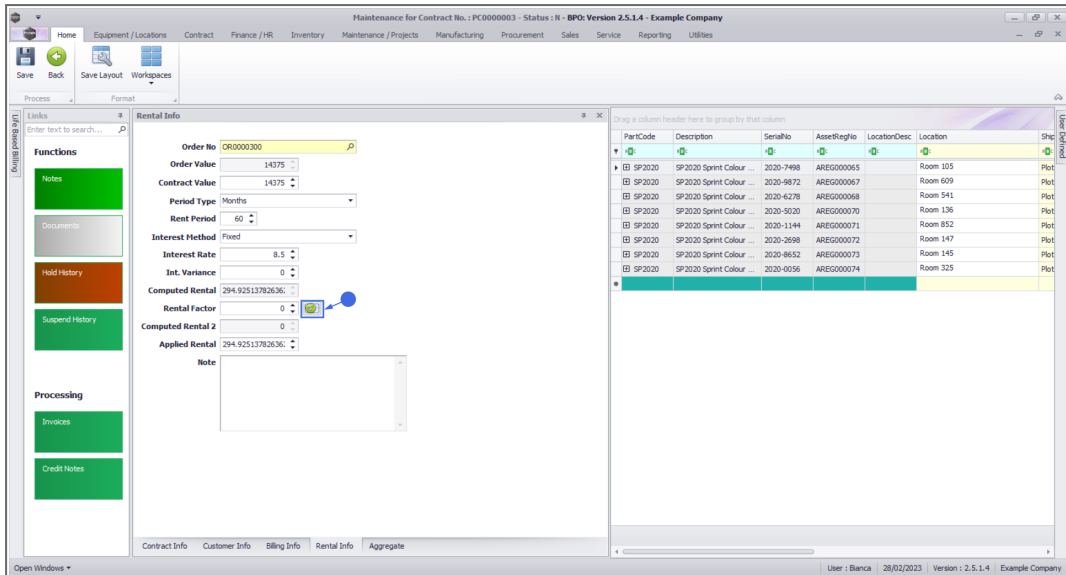 Maintenance for Contract No. : PC0000003 - Status : N - BPO: Version 2.5.1.4 - Example Company
Home Equipment / Locations Contract Finance / HR Inventory Maintenance / Projects Manufacturing Procurement Sales Service Reporting Utilities
Save Back Save Layout Workspaces
Process Format
Life Based Billing
Links
Enter text to search...
Functions
Notes
Documents
Hold History
Suspend History
Processing
Invoices
Credit Notes
Rental Info
Order No OR0000300
Order Value 14375
Contract Value 14375
Period Type Months
Rent Period 60
Interest Method Fixed
Interest Rate 8.5
Int. Variance 0
Computed Rental 294.92513782636
Rental Factor 0
Computed Rental 2 0
Applied Rental 294.92513782636
Note
Contract Info Customer Info Billing Info Rental Info Aggregate
Drag a column header here to group by that column
PartCode Description SerialNo AssetRegNo LocationDesc Location Ship
SP2020 SP2020 Sprint Colour ... 2020-7498 AREG000065 Room 105 Plot
SP2020 SP2020 Sprint Colour ... 2020-9872 AREG000067 Room 609 Plot
SP2020 SP2020 Sprint Colour ... 2020-6278 AREG000068 Room 541 Plot
SP2020 SP2020 Sprint Colour ... 2020-5020 AREG000070 Room 136 Plot
SP2020 SP2020 Sprint Colour ... 2020-1144 AREG000071 Room 852 Plot
SP2020 SP2020 Sprint Colour ... 2020-2698 AREG000072 Room 147 Plot
SP2020 SP2020 Sprint Colour ... 2020-8652 AREG000073 Room 145 Plot
SP2020 SP2020 Sprint Colour ... 2020-0056 AREG000074 Room 325 Plot
User Defined
Open Windows
User : Bianca 28/02/2023 Version : 2.5.1.4 Example Company